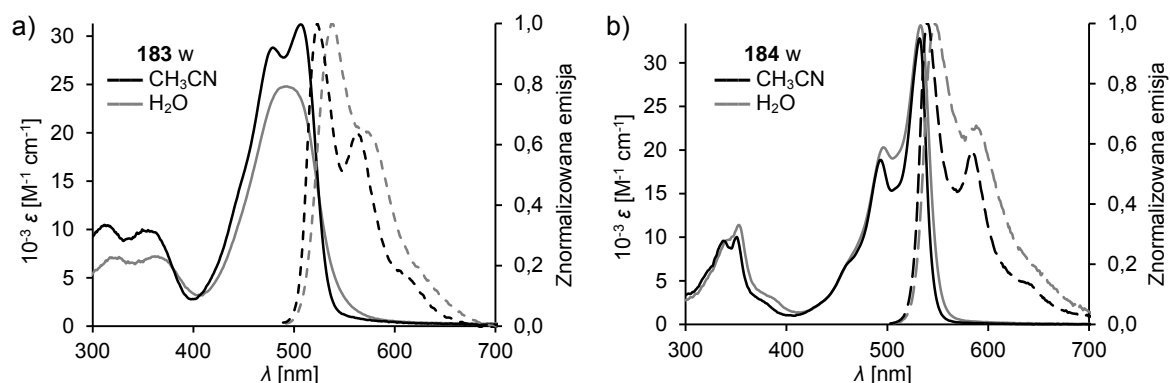 a)
183 w
CH₃CN
H₂O
10⁻³ ε [M⁻¹ cm⁻¹]
30
25
20
15
10
5
0
300
400
500
600
700
λ [nm]
1,0
0,8
0,6
0,4
0,2
0,0
Znormalizowana emisja
b)
184 w
CH₃CN
H₂O
10⁻³ ε [M⁻¹ cm⁻¹]
30
25
20
15
10
5
0
300
400
500
600
700
λ [nm]
1,0
0,8
0,6
0,4
0,2
0,0
Znormalizowana emisja